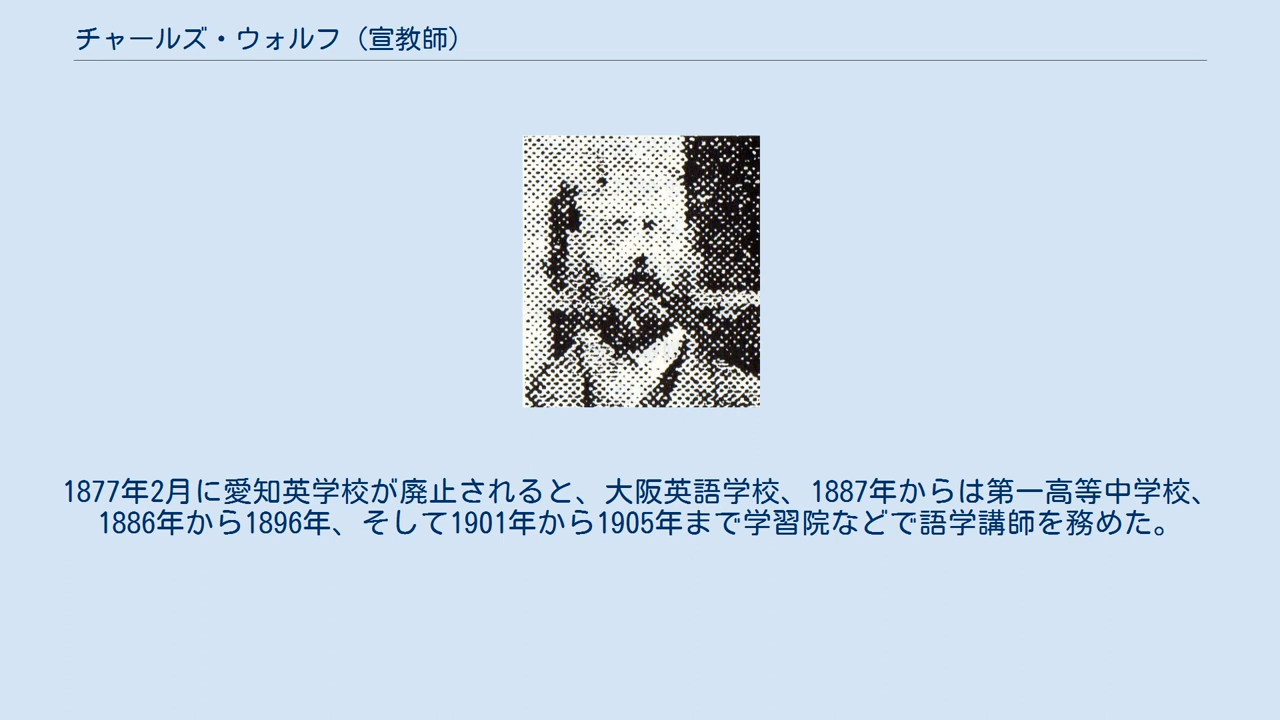 チャールズ・ウォルフ（宣教師）
1877年2月に愛知英学校が廃止されると、大阪英語学校、1887年からは第一高等中学校、
1886年から1896年、そして1901年から1905年まで学習院などで語学講師を務めた。